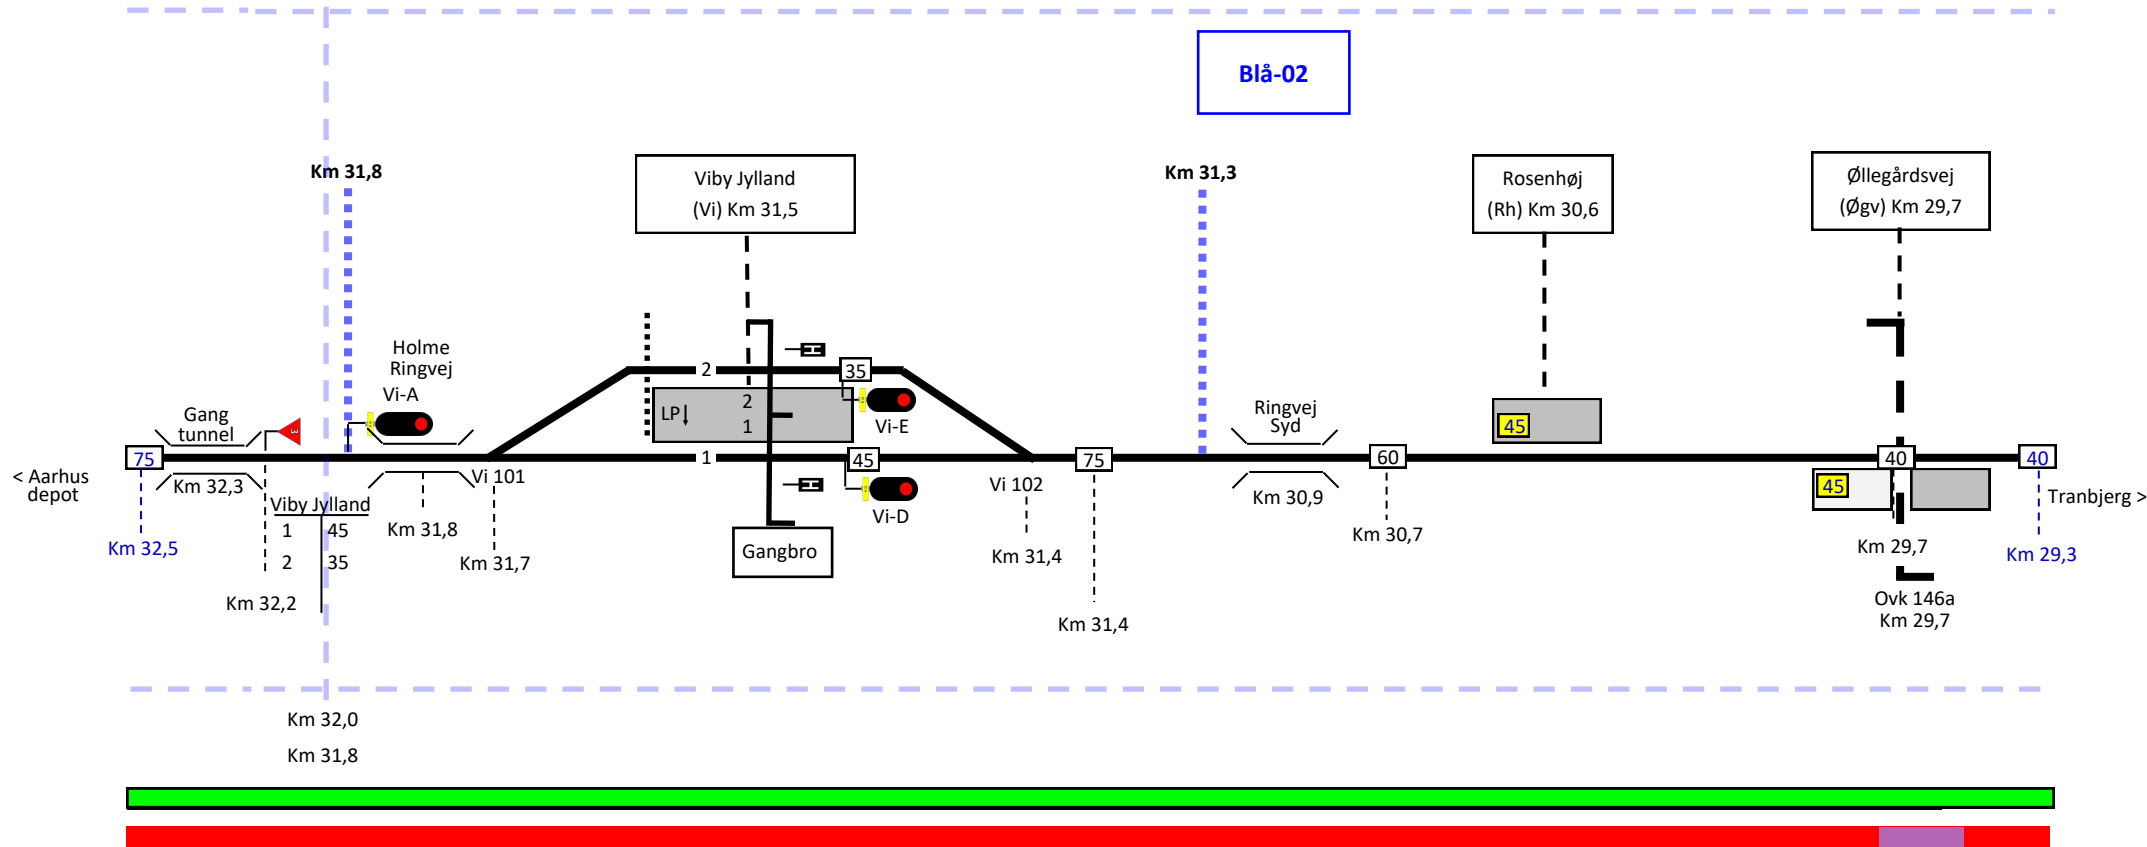 Blå-02
Km 31,8
Viby Jylland
(Vi) Km 31,5
Km 31,3
Rosenhøj
(Rh) Km 30,6
Øllegårdsvej
(Øgv) Km 29,7
Holme
Ringvej
Vi-A
Gang
tunnel
3
2
35
LP
2
1
Vi-E
Ringvej
Syd
45
75
1
45
75
60
40
40
< Aarhus
depot
Km 32,3
Vi 101
Vi 102
Km 30,9
45
Tranbjerg >
Viby Jylland
1 45
2 35
Km 31,8
Vi-D
Km 32,5
Km 31,7
Gangbro
Km 31,4
Km 30,7
Km 29,7
Km 29,3
Km 32,2
Km 31,4
Ovk 146a
Km 29,7
Km 32,0
Km 31,8